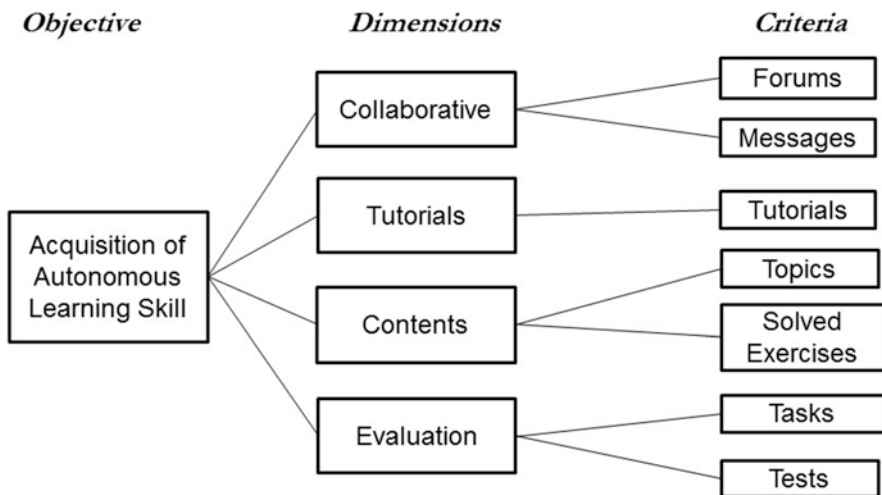 Objective
Dimensions
Criteria
Acquisition of
Autonomous
Learning Skill
Collaborative
Tutorials
Contents
Evaluation
Forums
Messages
Tutorials
Topics
Solved
Exercises
Tasks
Tests